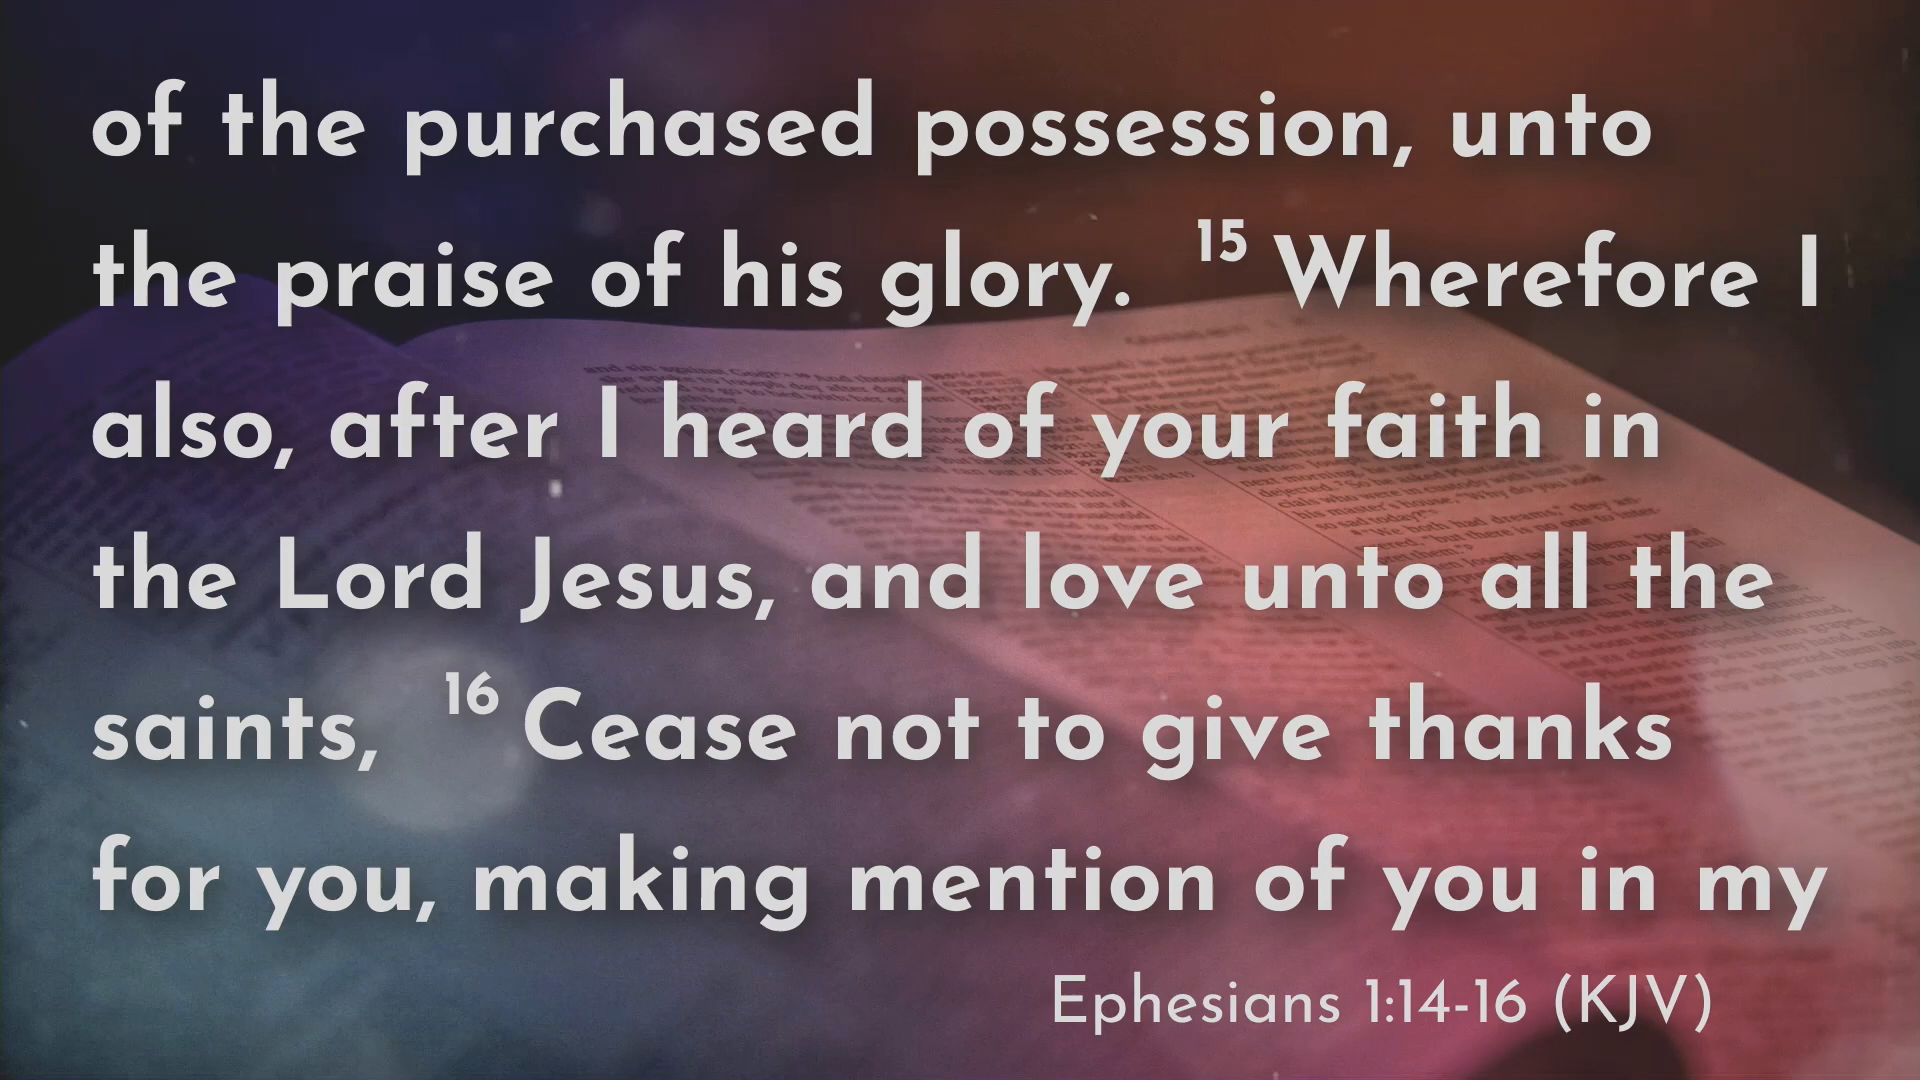 of the purchased possession, unto
the praise of his glory. 15 Wherefore I
also, after I heard of your faith in
the Lord Jesus, and love unto all the
saints, 16 Cease not to give thanks
for you, making mention of you in my
Ephesians 1:14-16 (KJV)